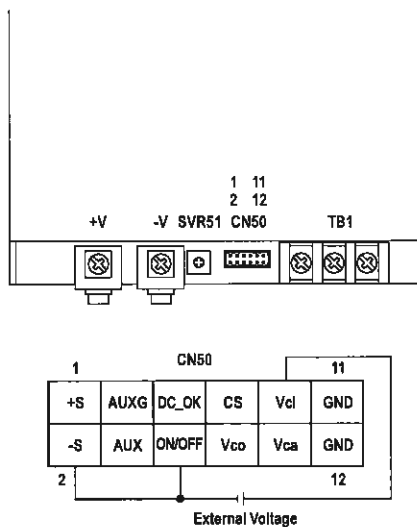 1 11
2 12
+V -V SVR51 CN50 TB1
CN50
1 11
+S AUXG DC_OK CS Vci GND
-S AUX ON/OFF Vco Vca GND
2 12
External Voltage